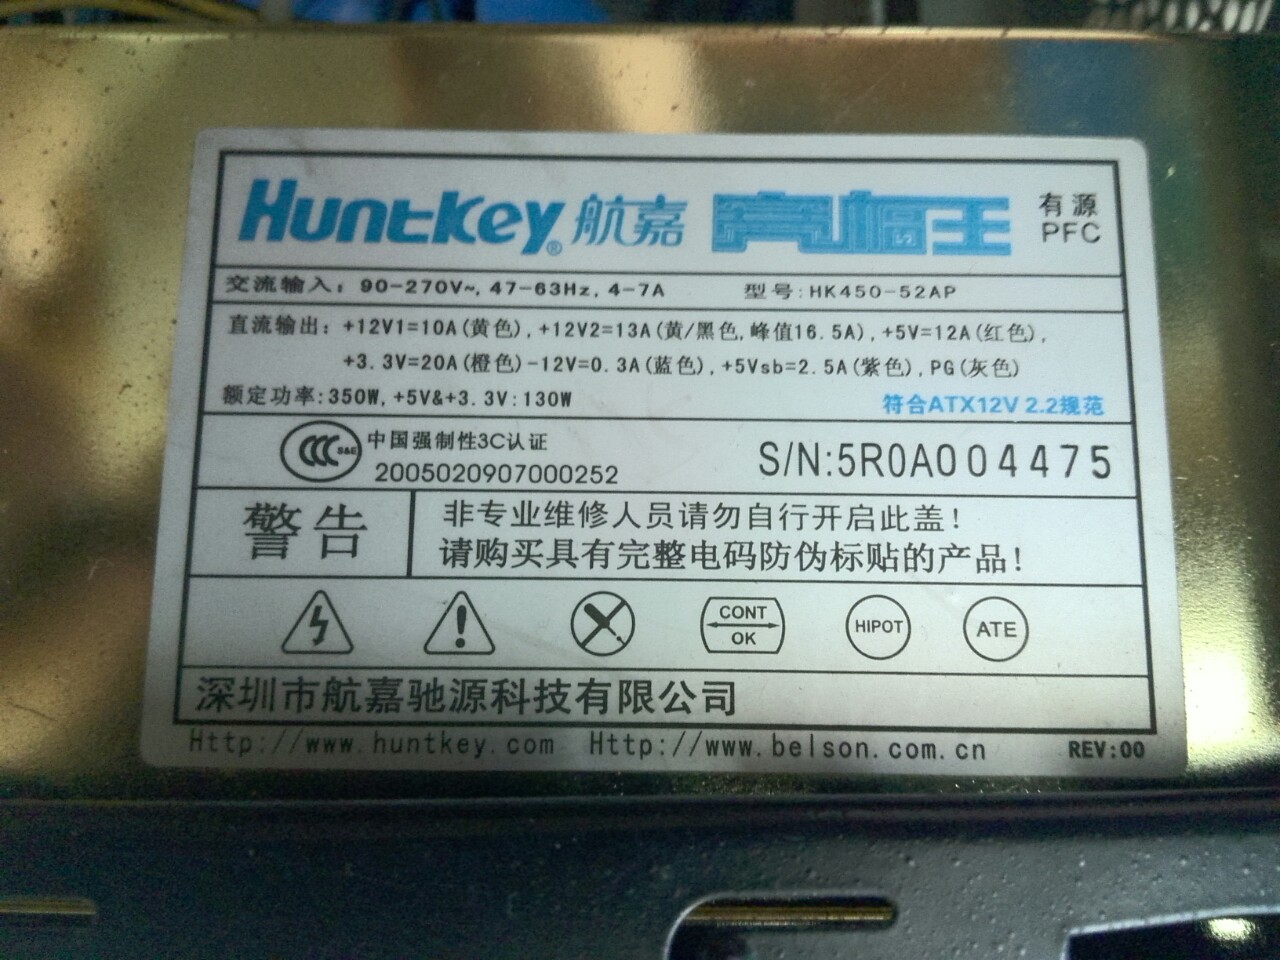 Huntkey® 航嘉 宽幅王 有源 PFC
交流输入: 90-270V~, 47-63Hz, 4-7A 型号:HK450-52AP
直流输出: +12V1=10A(黄色), +12V2=13A(黄/黑色, 峰值16.5A), +5V=12A(红色),
+3.3V=20A(橙色)-12V=0.3A(蓝色), +5Vsb=2.5A(紫色), PG(灰色)
额定功率:350W, +5V&+3.3V:130W 符合ATX12V 2.2规范
CCC S&E 中国强制性3C认证
2005020907000252 S/N:5R0A004475
警告 非专业维修人员请勿自行开启此盖!
请购买具有完整电码防伪标贴的产品!
CONT OK HIPOT ATE
深圳市航嘉驰源科技有限公司
Http://www.huntkey.com Http://www.belson.com.cn REV:00